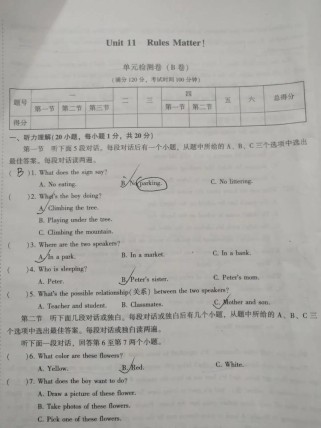 Unit 11 Rules Matter!
单元检测卷（B卷）
（满分120分，考试时间100分钟）
题号 一 二 三 四 五 六 总得分
第一节 第二节 第三节 第一节 第二节
得分
一、听力理解（20小题，每小题1分，共20分）
第一节 听下面5段对话，每段对话后有一个小题，从题中所给的A、B、C三个选项中选出
最佳答案。每段对话读两遍。
( B )1. What does the sign say?
A. No eating. B. No parking. C. No littering.
( )2. What's the boy doing?
A. Climbing the tree.
B. Playing under the tree.
C. Climbing the mountain.
( )3. Where are the two speakers?
A. In a park. B. In a market. C. In a bank.
( )4. Who is sleeping?
A. Peter. B. Peter's sister. C. Peter's mom.
( )5. What's the possible relationship(关系) between the two speakers?
A. Teacher and student. B. Classmates. C. Mother and son.
第二节 听下面几段对话或独白，每段对话或独白后有几个小题，从题中所给的A、B、C三
个选项中选出最佳答案。每段对话或独白读两遍。
听下面一段对话，回答第6至第7两个小题。
( )6. What color are these flowers?
A. Yellow. B. Red. C. White.
( )7. What does the boy want to do?
A. Draw a picture of these flowers.
B. Take photos of these flowers.
C. Pick one of these flowers.